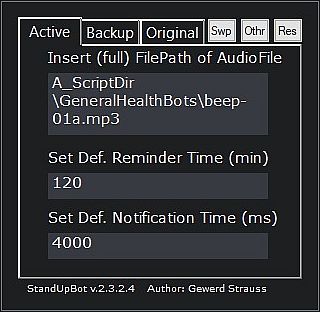 Active Backup Original Swp Othr Res
Insert (full) FilePath of AudioFile
A_ScriptDir
\GeneralHealthBots\beep-
01a.mp3
Set Def. Reminder Time (min)
120
Set Def. Notification Time (ms)
4000
StandUpBot v.2.3.2.4 Author: Gewerd Strauss